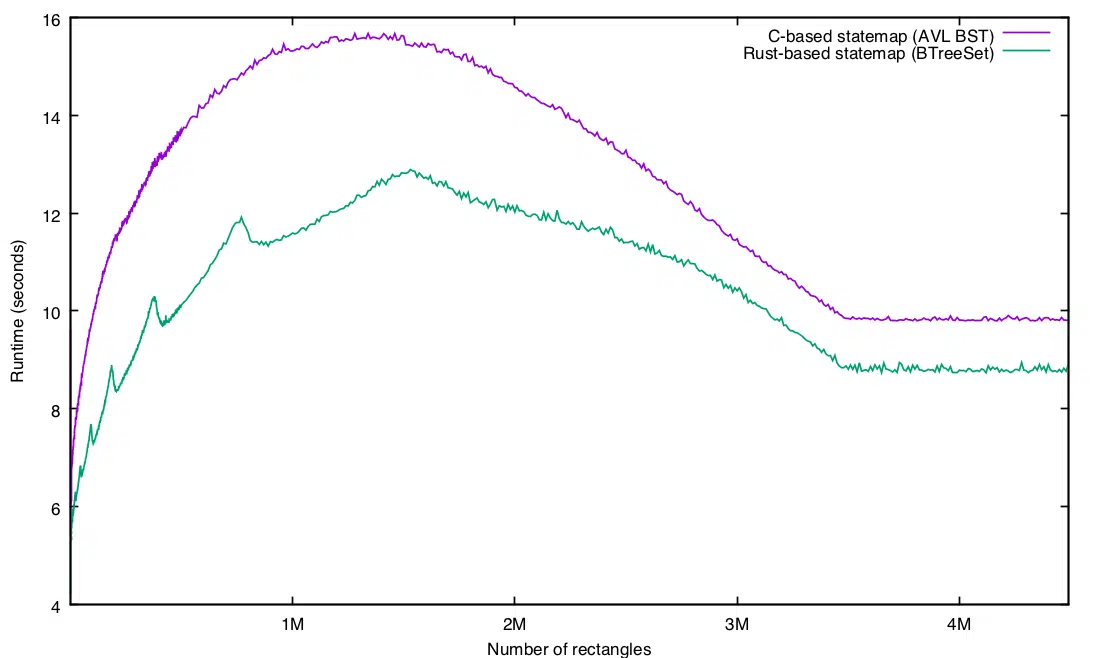 16
14
12
10
8
6
4
Runtime (seconds)
C-based statemap (AVL BST)
Rust-based statemap (BTreeSet)
1M
2M
3M
4M
Number of rectangles